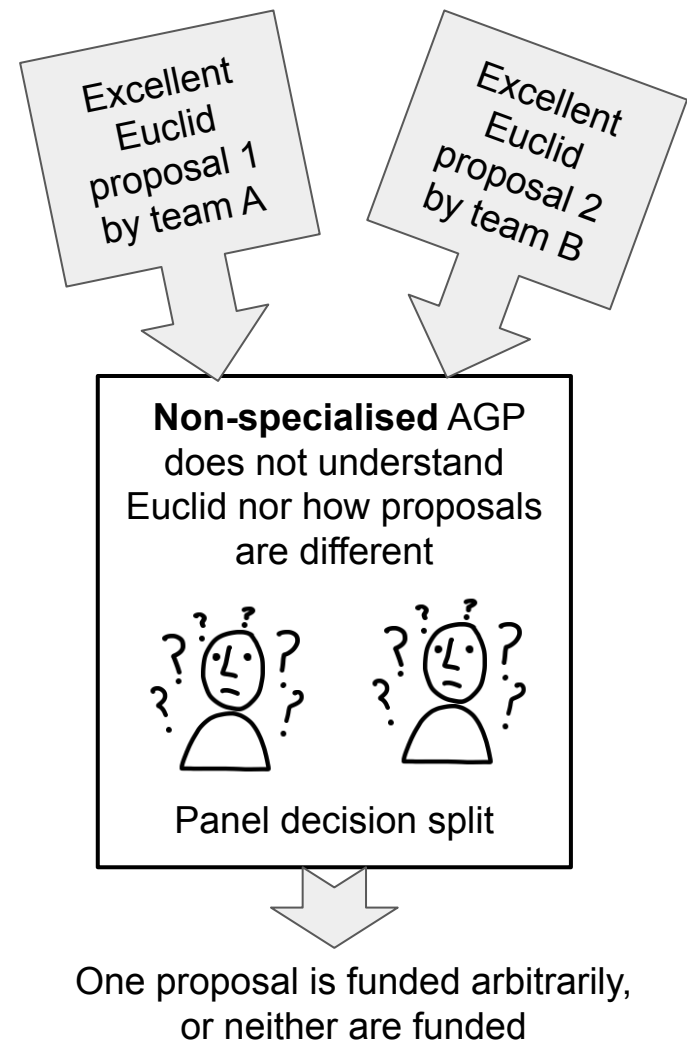 Excellent
Euclid
proposal 1
by team A
Excellent
Euclid
proposal 2
by team B
Non-specialised AGP
does not understand
Euclid nor how proposals
are different
? ? ? ? ? ?
? ? ? ? ? ?
Panel decision split
One proposal is funded arbitrarily,
or neither are funded